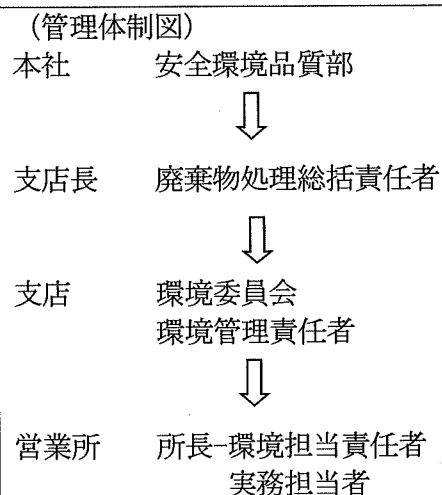 （管理体制図）
本社　安全環境品質部
支店長　廃棄物処理総括責任者
支店　環境委員会
環境管理責任者
営業所　所長−環境担当責任者
実務担当者